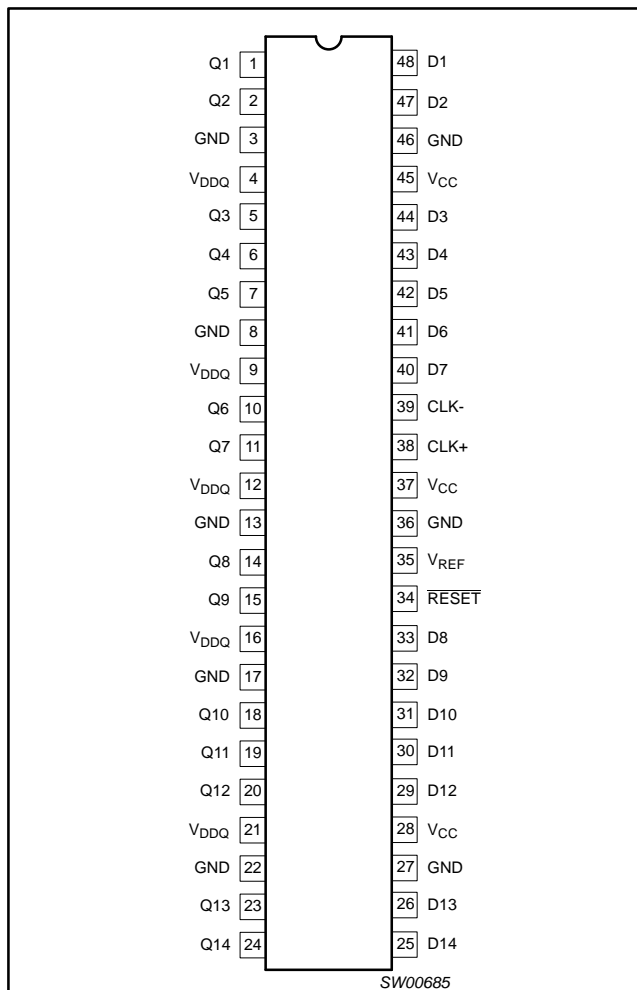 Q1 1 48 D1
Q2 2 47 D2
GND 3 46 GND
VDDQ 4 45 VCC
Q3 5 44 D3
Q4 6 43 D4
Q5 7 42 D5
GND 8 41 D6
VDDQ 9 40 D7
Q6 10 39 CLK-
Q7 11 38 CLK+
VDDQ 12 37 VCC
GND 13 36 GND
Q8 14 35 VREF
Q9 15 34 RESET
VDDQ 16 33 D8
GND 17 32 D9
Q10 18 31 D10
Q11 19 30 D11
Q12 20 29 D12
VDDQ 21 28 VCC
GND 22 27 GND
Q13 23 26 D13
Q14 24 25 D14
SW00685